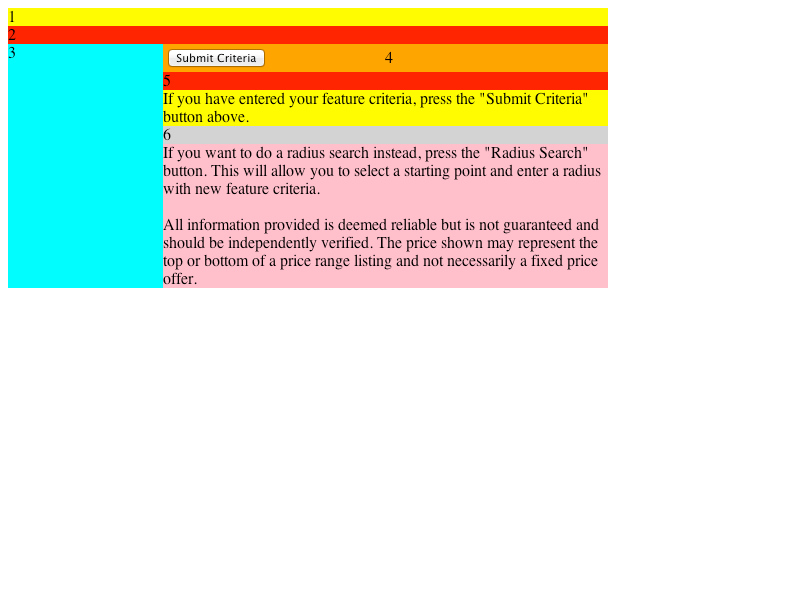 1
2
3
Submit Criteria 4
5
If you have entered your feature criteria, press the "Submit Criteria"
button above.
6
If you want to do a radius search instead, press the "Radius Search"
button. This will allow you to select a starting point and enter a radius
with new feature criteria.
All information provided is deemed reliable but is not guaranteed and
should be independently verified. The price shown may represent the
top or bottom of a price range listing and not necessarily a fixed price
offer.